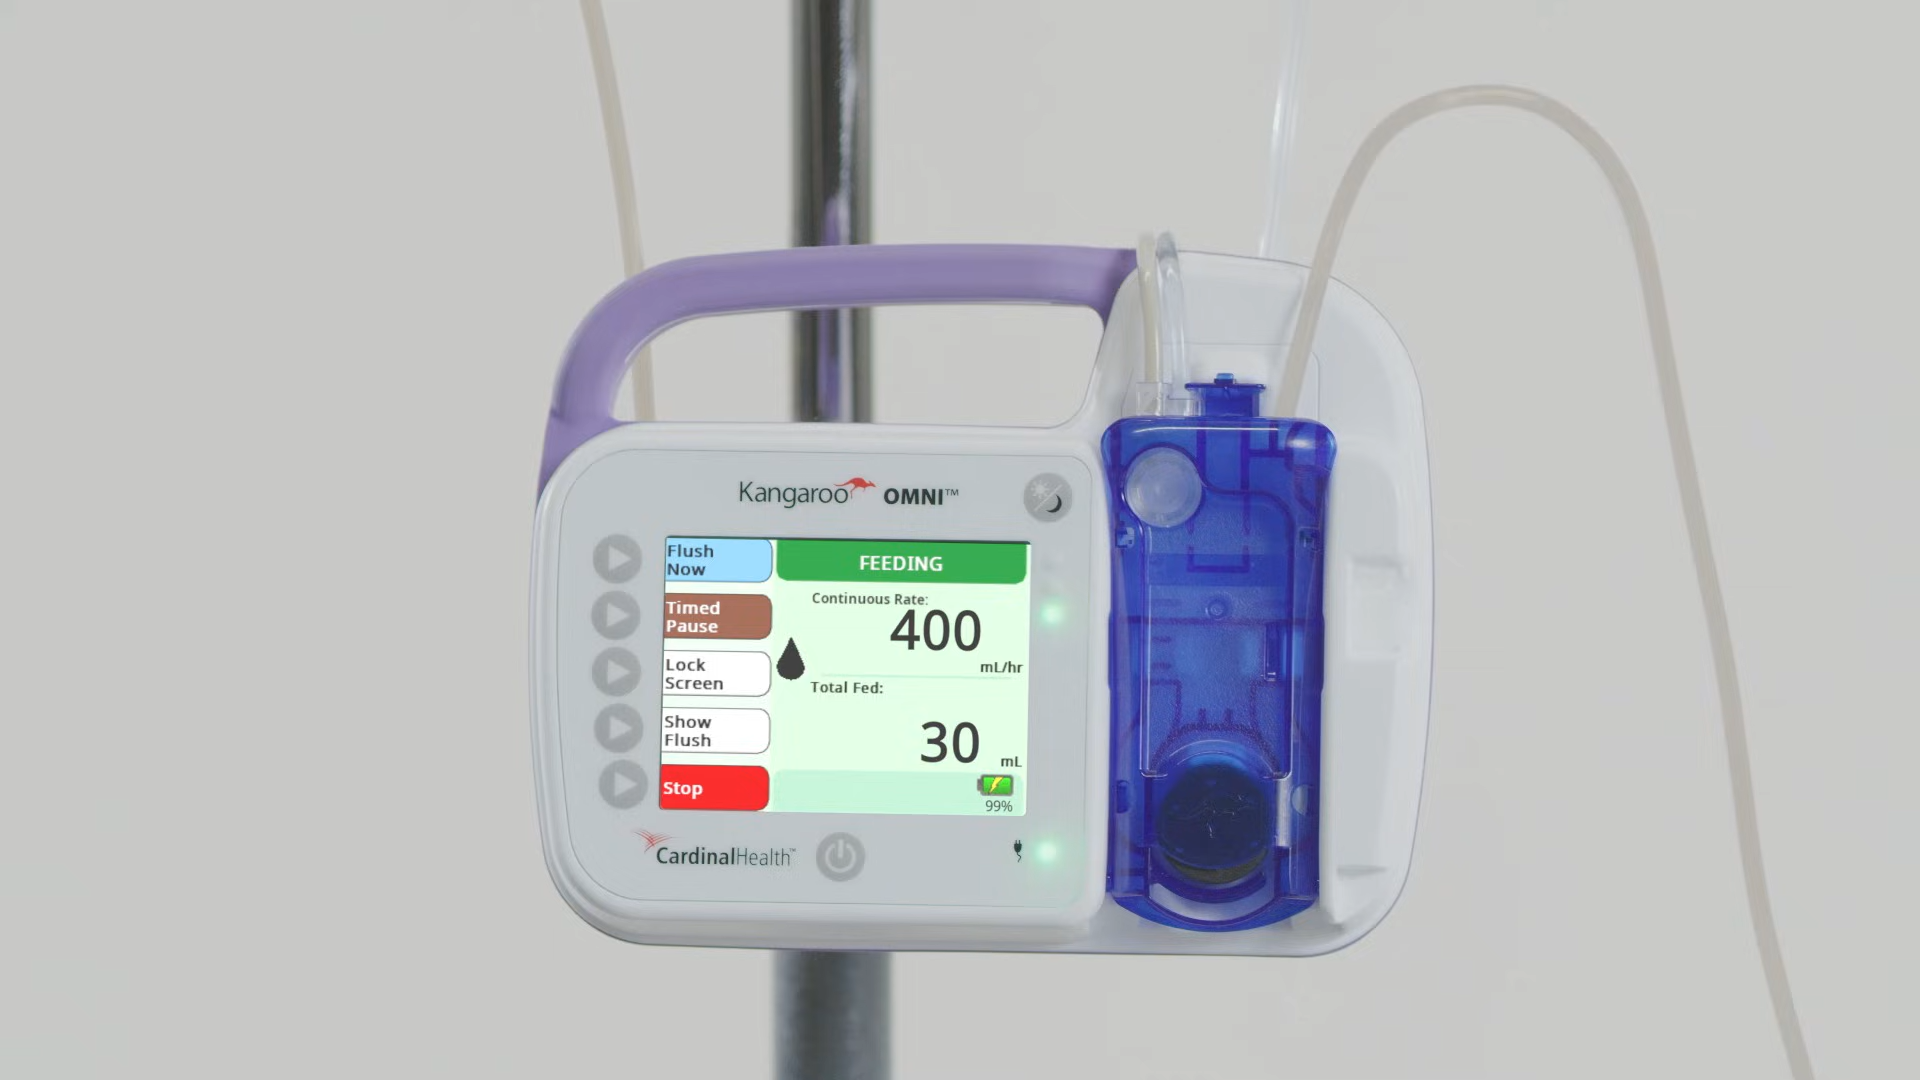 Kangaroo OMNI™
Flush
Now
FEEDING
Timed
Pause
Continuous Rate:
400
mL/hr
Lock
Screen
Total Fed:
Show
Flush
30
mL
Stop
99%
CardinalHealth™